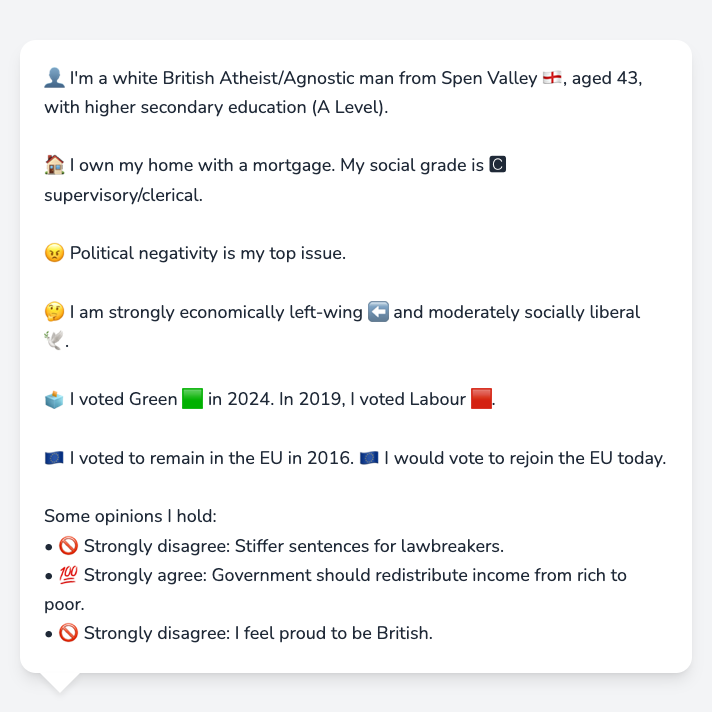 👤 I'm a white British Atheist/Agnostic man from Spen Valley 🏴󠁧󠁢󠁥󠁮󠁧󠁿, aged 43,
with higher secondary education (A Level).
🏠 I own my home with a mortgage. My social grade is 🅲
supervisory/clerical.
😠 Political negativity is my top issue.
🤔 I am strongly economically left-wing ⬅️ and moderately socially liberal
🕊️.
🗳️ I voted Green 🟩 in 2024. In 2019, I voted Labour 🟥.
🇪🇺 I voted to remain in the EU in 2016. 🇪🇺 I would vote to rejoin the EU today.
Some opinions I hold:
• 🚫 Strongly disagree: Stiffer sentences for lawbreakers.
• 💯 Strongly agree: Government should redistribute income from rich to
poor.
• 🚫 Strongly disagree: I feel proud to be British.